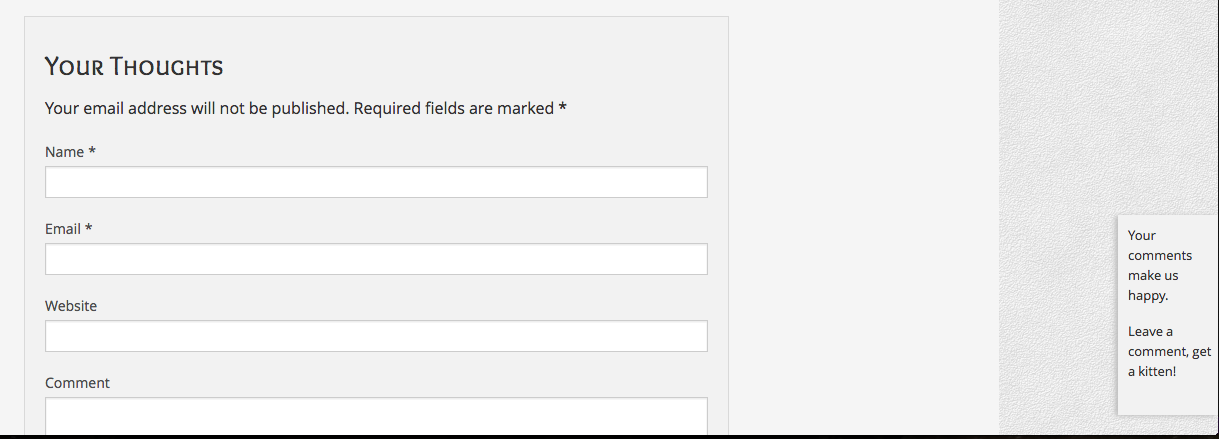 Your Thoughts
Your email address will not be published. Required fields are marked *
Name *
Email *
Website
Comment
Your
comments
make us
happy.
Leave a
comment, get
a kitten!